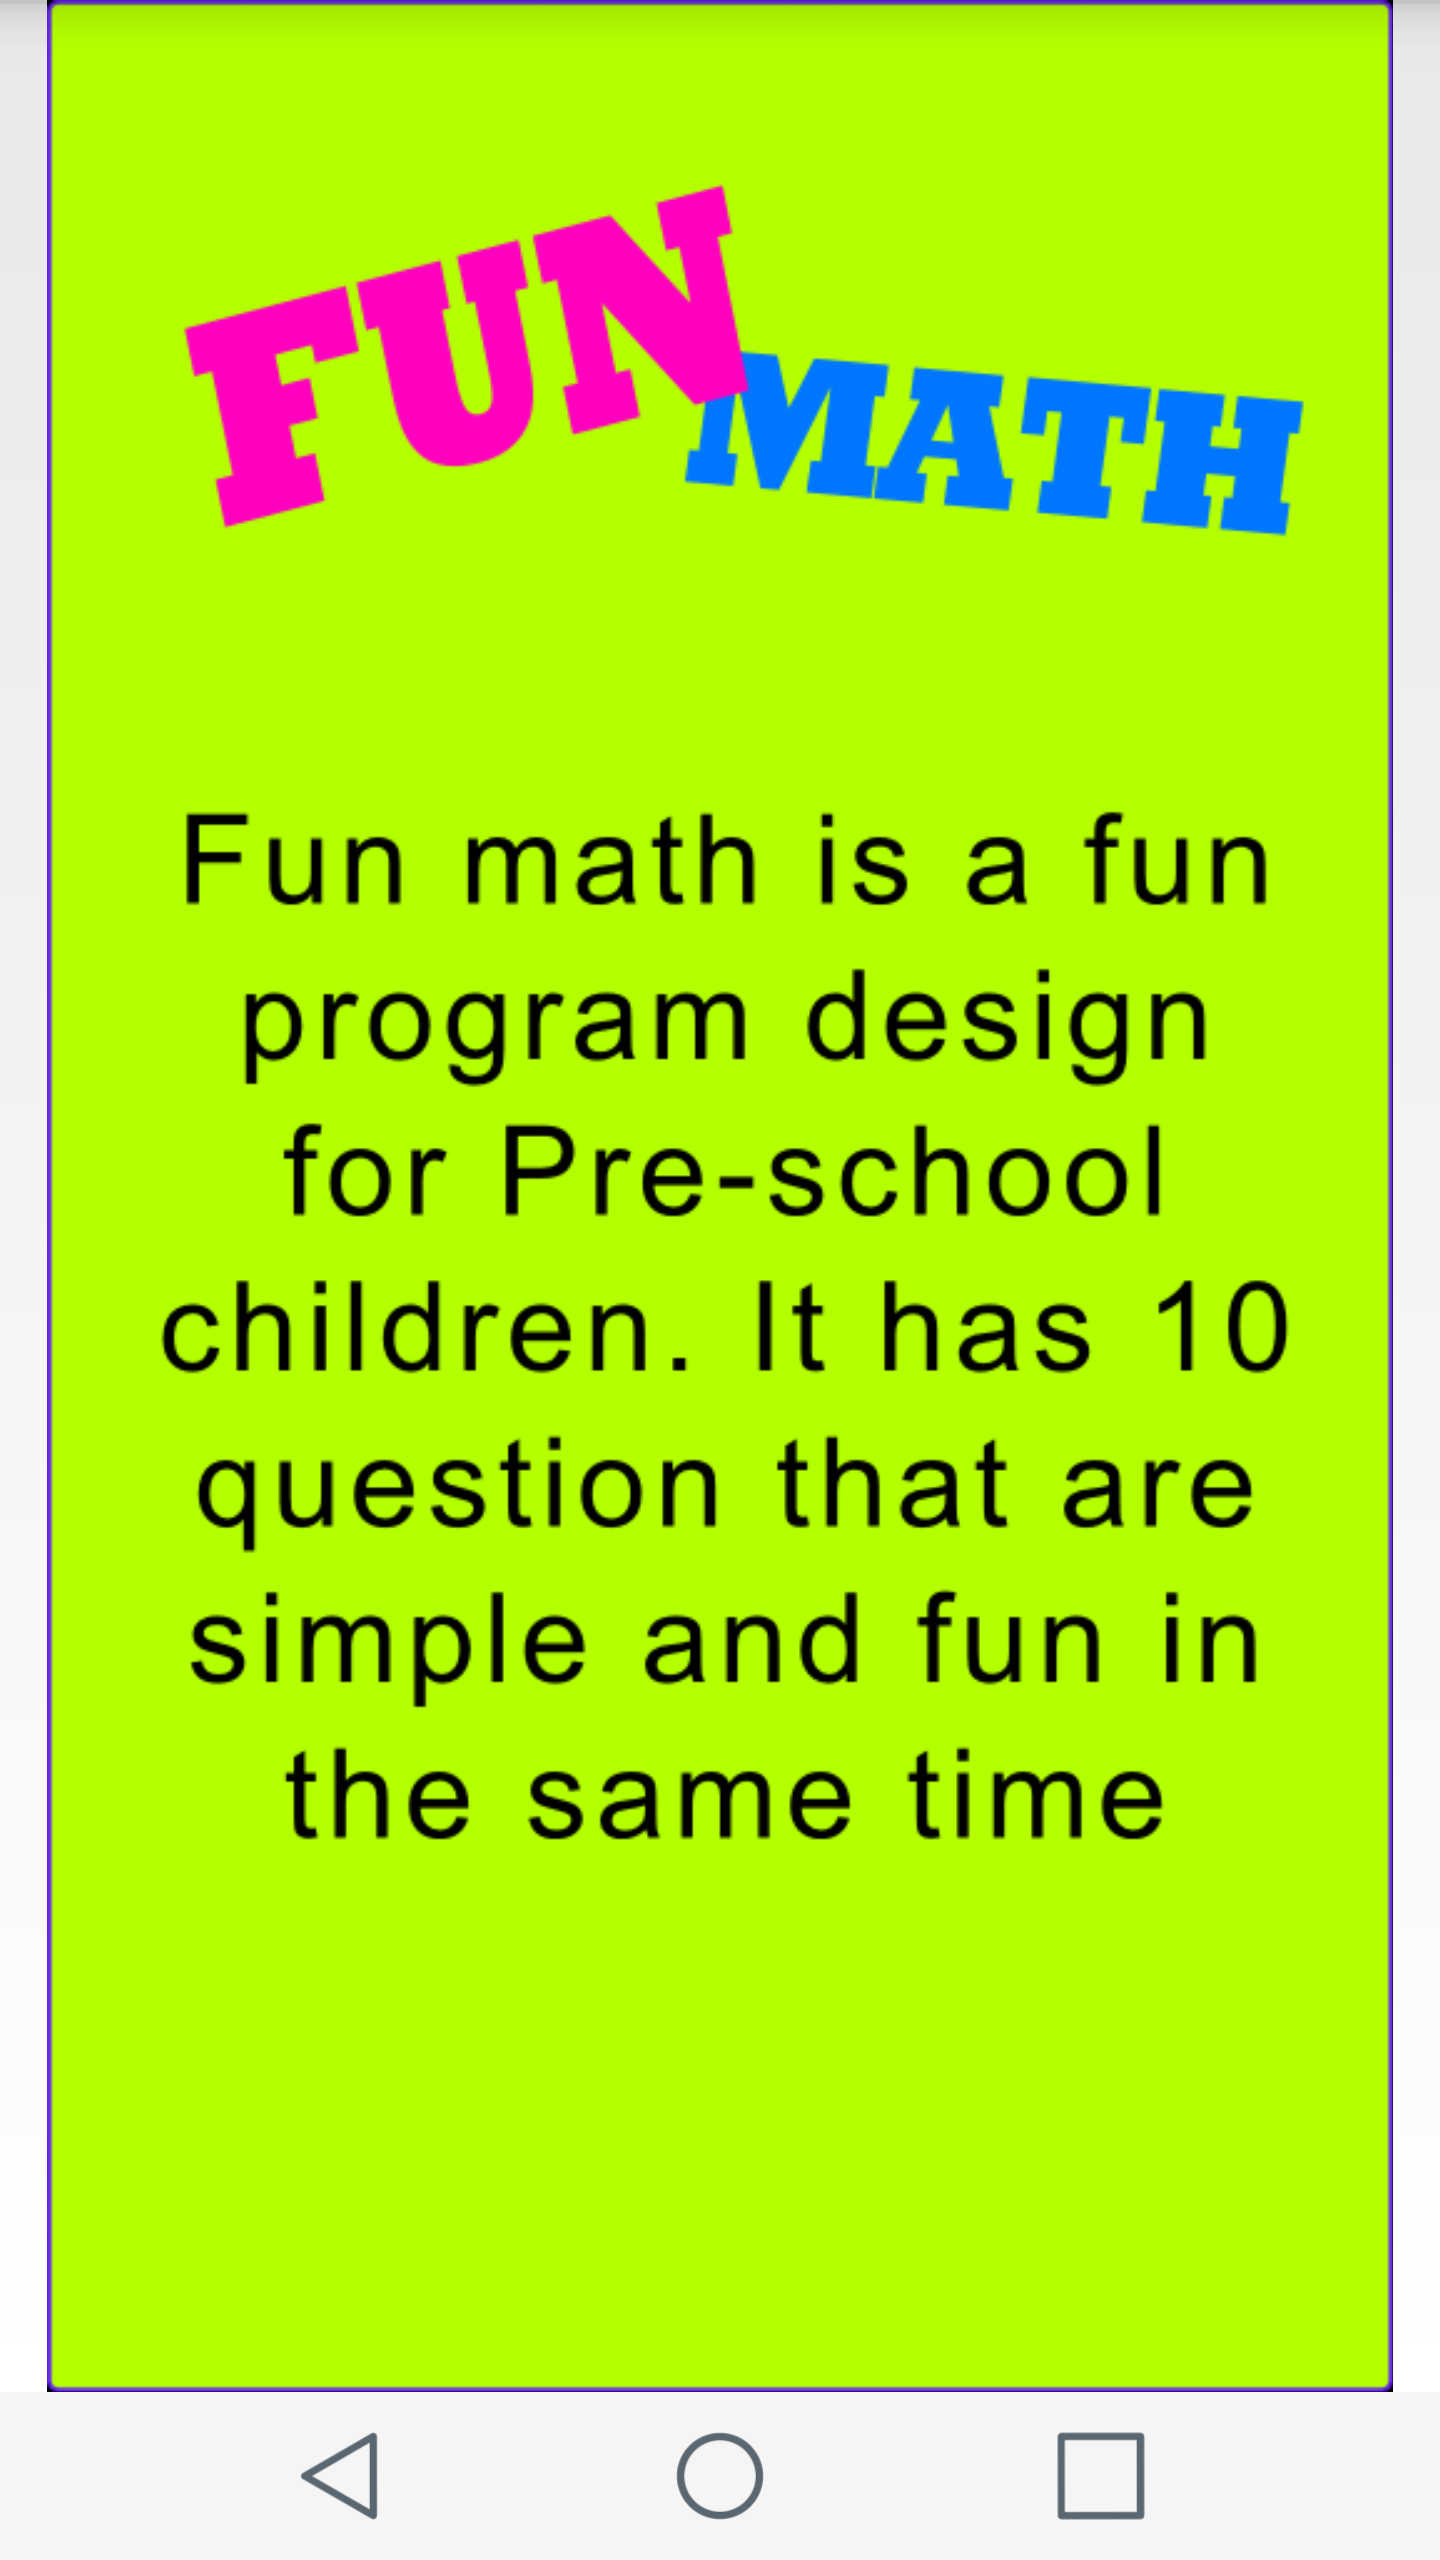 FUN
MATH
Fun math is a fun
program design
for Pre-school
children. It has 10
question that are
simple and fun in
the same time